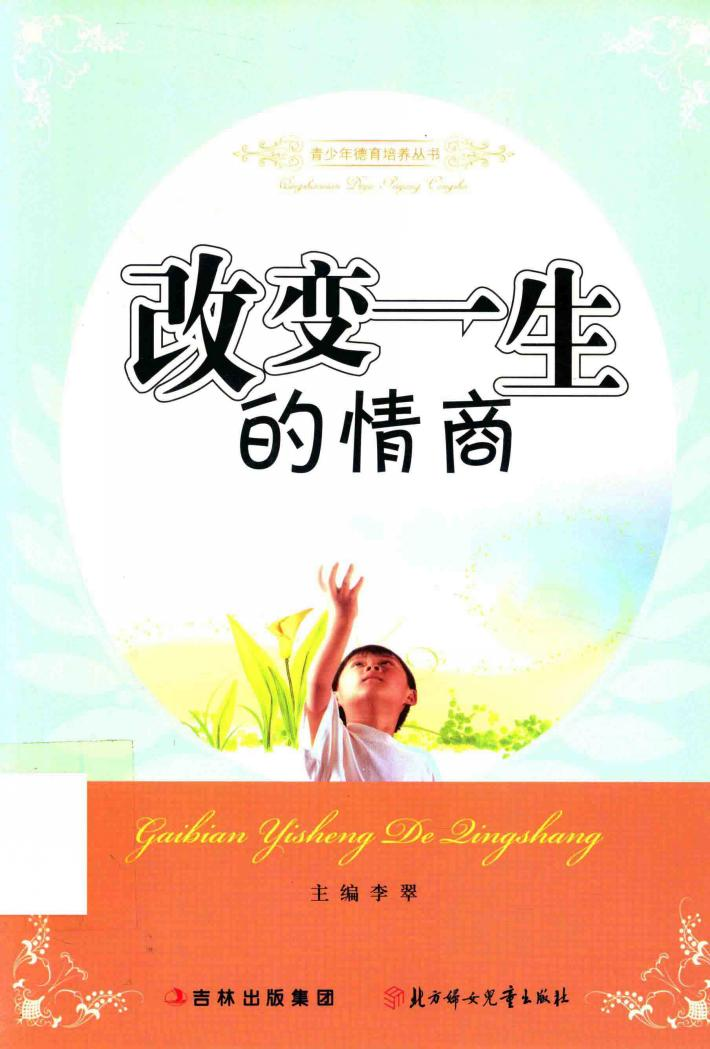 青少年德育培养丛书
Qingshaonian Deyu Peiyang Congshu
改变一生
的情商
Gaibian Yisheng De Qingshang
主编李翠
吉林出版集团
北方婦女兒童出版社